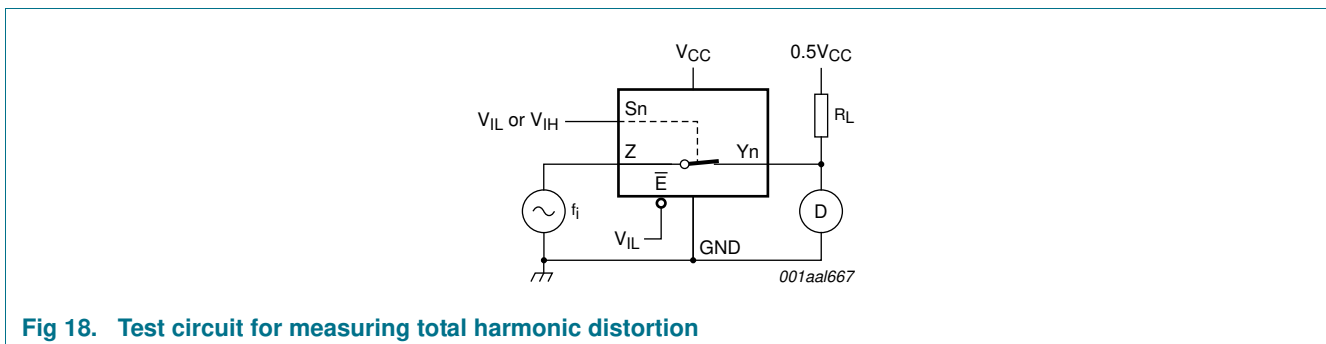 VCC 0.5VCC
Sn
VIL or VIH
RL
Z Yn
E̅
fi D
VIL
GND
001aal667
Fig 18. Test circuit for measuring total harmonic distortion